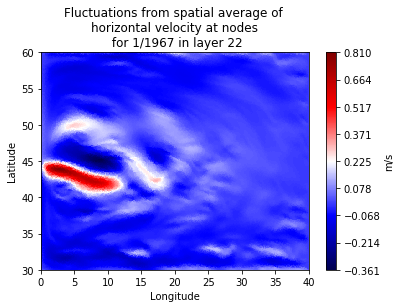 Fluctuations from spatial average of
horizontal velocity at nodes
for 1/1967 in layer 22
60
55
50
45
40
35
30
Latitude
0 5 10 15 20 25 30 35 40
Longitude
0.810
0.664
0.517
0.371
0.225
0.078
−0.068
−0.214
−0.361
m/s